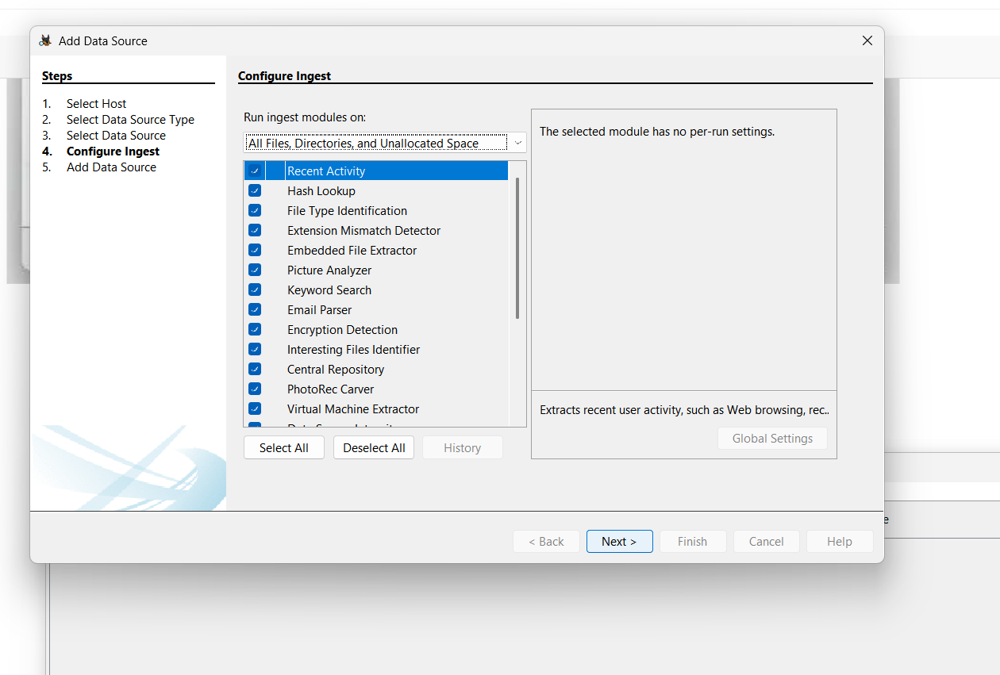 Add Data Source
Steps
1. Select Host
2. Select Data Source Type
3. Select Data Source
4. Configure Ingest
5. Add Data Source
Configure Ingest
Run ingest modules on:
All Files, Directories, and Unallocated Space
Recent Activity
Hash Lookup
File Type Identification
Extension Mismatch Detector
Embedded File Extractor
Picture Analyzer
Keyword Search
Email Parser
Encryption Detection
Interesting Files Identifier
Central Repository
PhotoRec Carver
Virtual Machine Extractor
Select All
Deselect All
History
The selected module has no per-run settings.
Extracts recent user activity, such as Web browsing, rec..
Global Settings
< Back
Next >
Finish
Cancel
Help